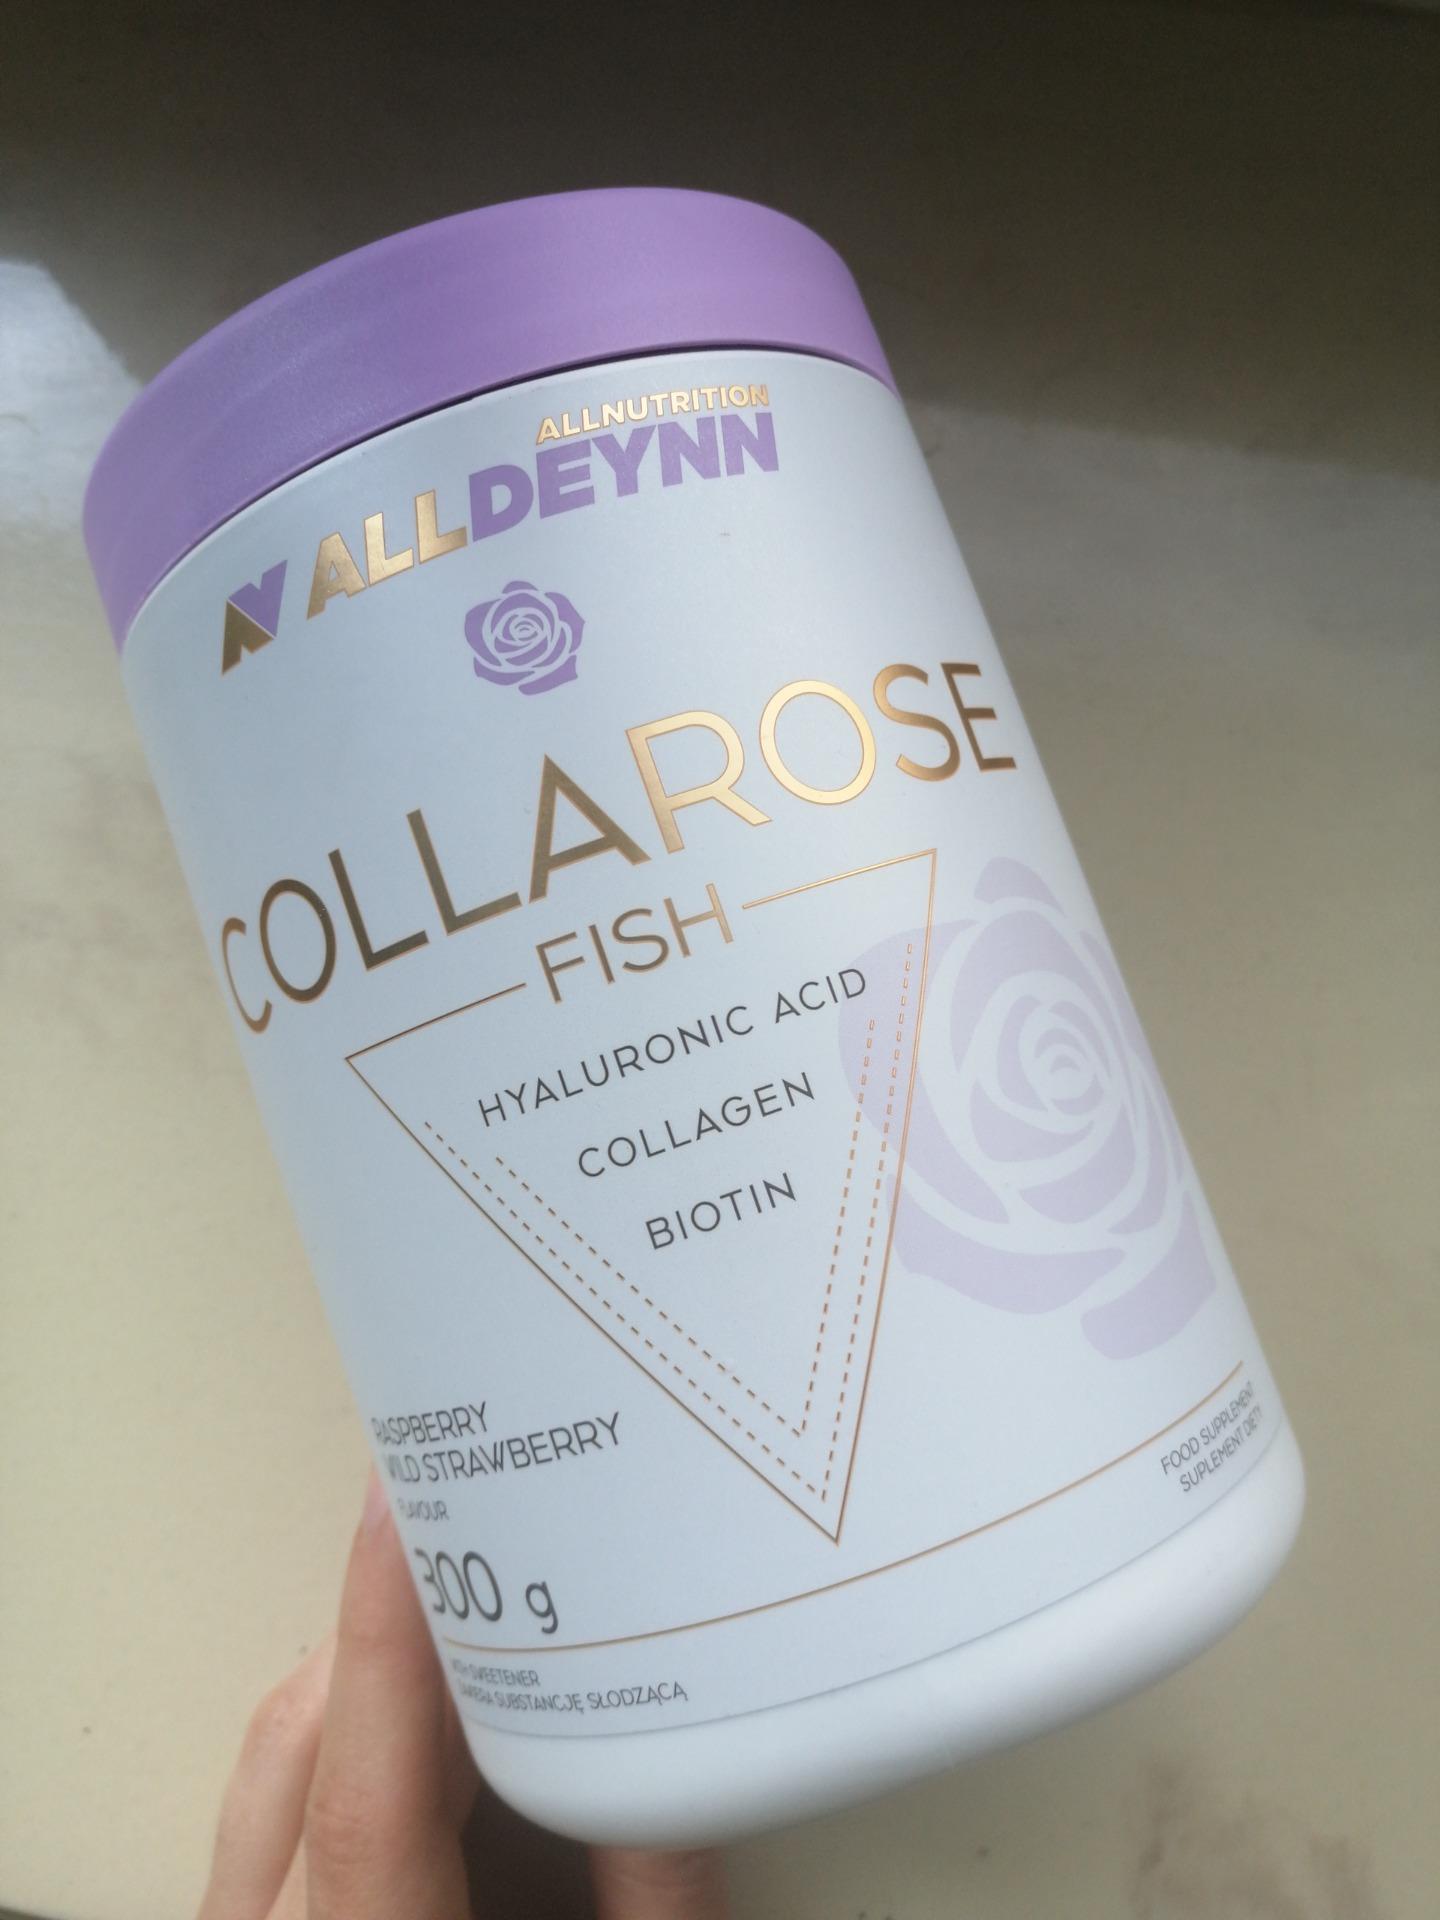 ALLNUTRITION
ALLDEYNN
COLLAROSE
FISH
HYALURONIC ACID
COLLAGEN
BIOTIN
RASPBERRY
WILD STRAWBERRY
FLAVOUR
300 g
WITH SWEETENER
ZAWIERA SUBSTANCJĘ SŁODZĄCĄ
FOOD SUPPLEMENT
SUPLEMENT DIETY